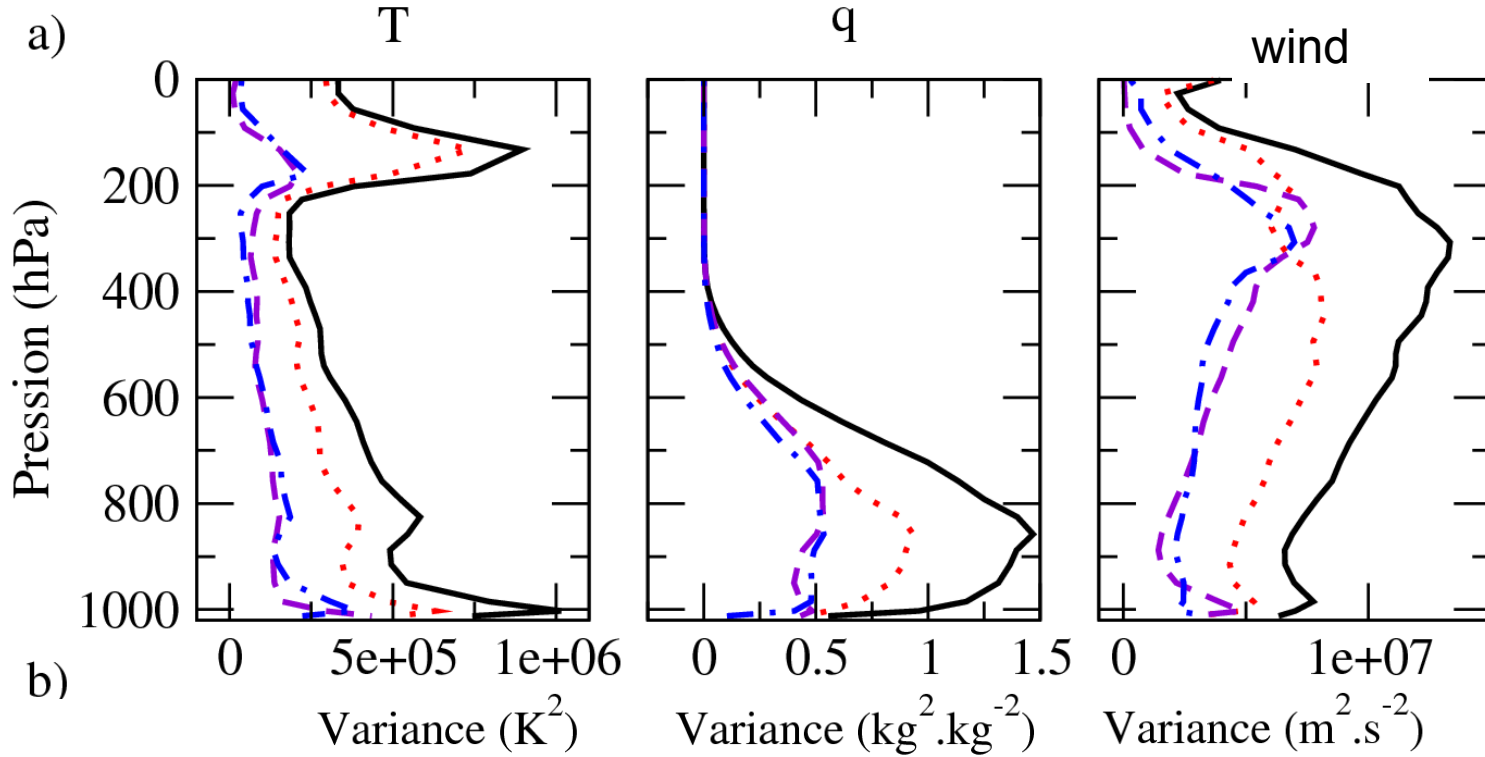 a)
T
q
wind
Pression (hPa)
0
200
400
600
800
1000
0 5e+05 1e+06
0 0.5 1 1.5
0 1e+07
b)
Variance (K²)
Variance (kg².kg⁻²)
Variance (m².s⁻²)